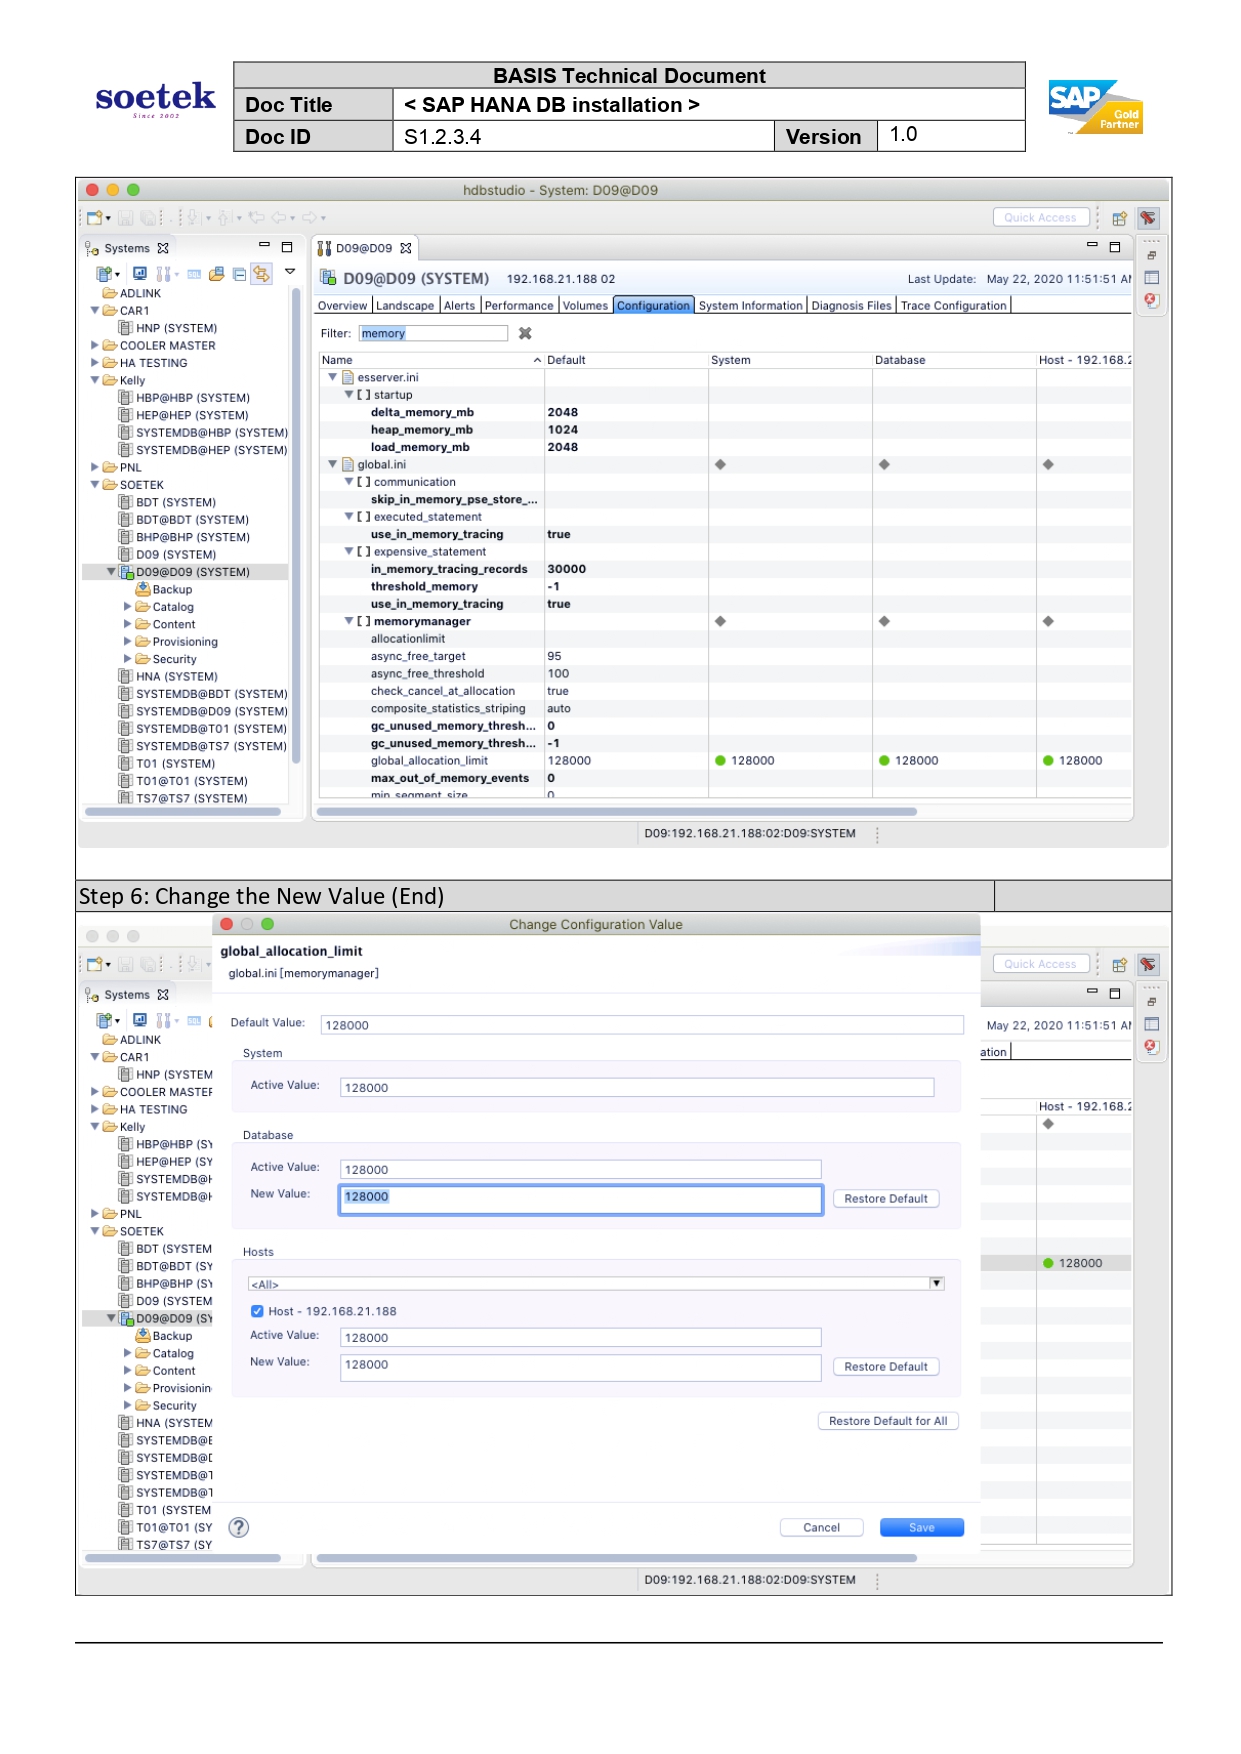 soetek
Since 2002
BASIS Technical Document
Doc Title < SAP HANA DB installation >
Doc ID S1.2.3.4 Version 1.0
SAP Gold
Partner
hdbstudio - System: D09@D09
Quick Access
Systems D09@D09
D09@D09 (SYSTEM) 192.168.21.188 02 Last Update: May 22, 2020 11:51:51 AM
Overview Landscape Alerts Performance Volumes Configuration System Information Diagnosis Files Trace Configuration
Filter: memory
Name Default System Database Host - 192.168.2
esserver.ini
[ ] startup
delta_memory_mb 2048
heap_memory_mb 1024
load_memory_mb 2048
global.ini
[ ] communication
skip_in_memory_pse_store_...
[ ] executed_statement
use_in_memory_tracing true
[ ] expensive_statement
in_memory_tracing_records 30000
threshold_memory -1
use_in_memory_tracing true
[ ] memorymanager
allocationlimit
async_free_target 95
async_free_threshold 100
check_cancel_at_allocation true
composite_statistics_striping auto
gc_unused_memory_thresh... 0
gc_unused_memory_thresh... -1
global_allocation_limit 128000 128000 128000 128000
max_out_of_memory_events 0
min_segment_size 0
ADLINK
CAR1
HNP (SYSTEM)
COOLER MASTER
HA TESTING
Kelly
HBP@HBP (SYSTEM)
HEP@HEP (SYSTEM)
SYSTEMDB@HBP (SYSTEM)
SYSTEMDB@HEP (SYSTEM)
PNL
SOETEK
BDT (SYSTEM)
BDT@BDT (SYSTEM)
BHP@BHP (SYSTEM)
D09 (SYSTEM)
D09@D09 (SYSTEM)
Backup
Catalog
Content
Provisioning
Security
HNA (SYSTEM)
SYSTEMDB@BDT (SYSTEM)
SYSTEMDB@D09 (SYSTEM)
SYSTEMDB@T01 (SYSTEM)
SYSTEMDB@TS7 (SYSTEM)
T01 (SYSTEM)
T01@T01 (SYSTEM)
TS7@TS7 (SYSTEM)
D09:192.168.21.188:02:D09:SYSTEM
Step 6: Change the New Value (End)
Change Configuration Value
global_allocation_limit
global.ini [memorymanager]
Quick Access
Default Value: 128000
System
Active Value: 128000
Database
Active Value: 128000
New Value: 128000 Restore Default
Hosts
<All>
Host - 192.168.21.188
Active Value: 128000
New Value: 128000 Restore Default
Restore Default for All
? Cancel Save
May 22, 2020 11:51:51 AM
ation
Host - 192.168.2
128000
Systems
ADLINK
CAR1
HNP (SYSTEM
COOLER MASTER
HA TESTING
Kelly
HBP@HBP (SY
HEP@HEP (SY
SYSTEMDB@H
SYSTEMDB@H
PNL
SOETEK
BDT (SYSTEM
BDT@BDT (SY
BHP@BHP (SY
D09 (SYSTEM
D09@D09 (SY
Backup
Catalog
Content
Provisionin
Security
HNA (SYSTEM
SYSTEMDB@B
SYSTEMDB@D
SYSTEMDB@T
SYSTEMDB@T
T01 (SYSTEM
T01@T01 (SY
TS7@TS7 (SY
D09:192.168.21.188:02:D09:SYSTEM